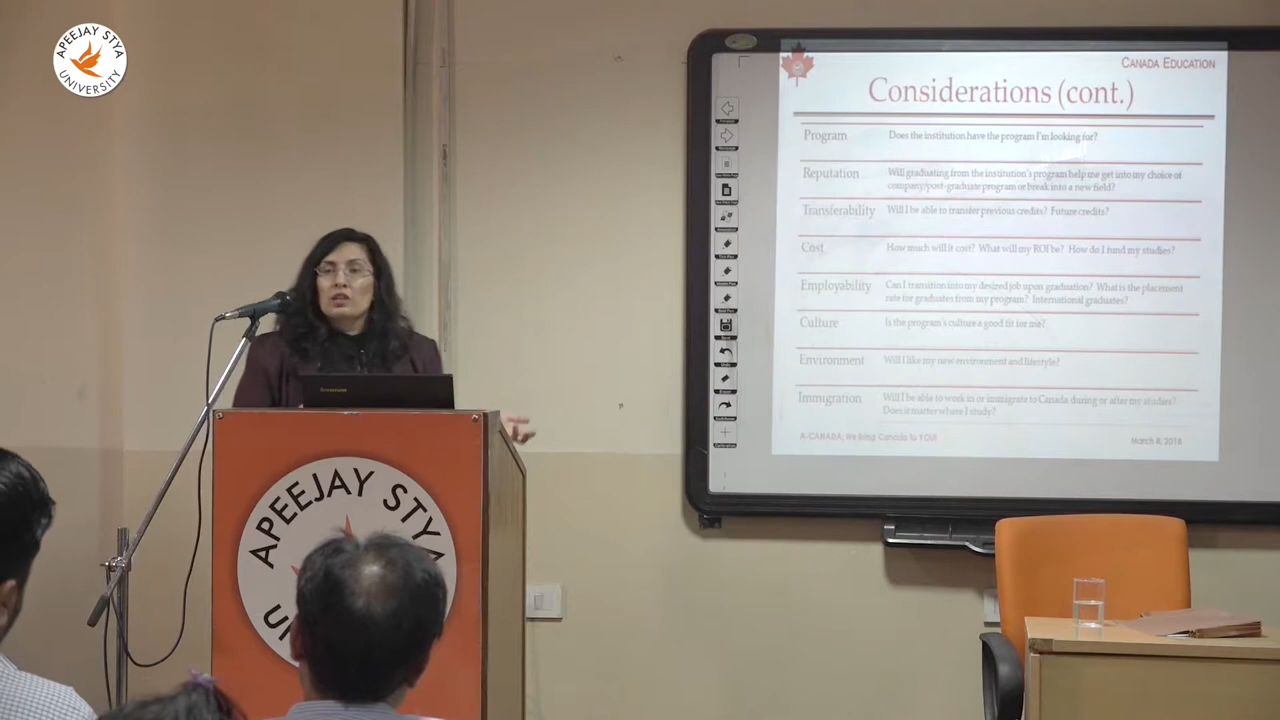 APEEJAY STYA
UNIVERSITY
CANADA EDUCATION
Considerations (cont.)
Program Does the institution have the program I'm looking for?
Reputation Will graduating from the institution's program help me get into my choice of
company/post-graduate program or break into a new field?
Transferability Will I be able to transfer previous credits? Future credits?
Cost How much will it cost? What will my ROI be? How do I fund my studies?
Employability Can I transition into my desired job upon graduation? What is the placement
rate for graduates from my program? International graduates?
Culture Is the program's culture a good fit for me?
Environment Will I like my new environment and lifestyle?
Immigration Will I be able to work in or immigrate to Canada during or after my studies?
Does it matter where I study?
A-CANADA; We Bring Canada To YOU! March 8, 2018
APEEJAY STYA